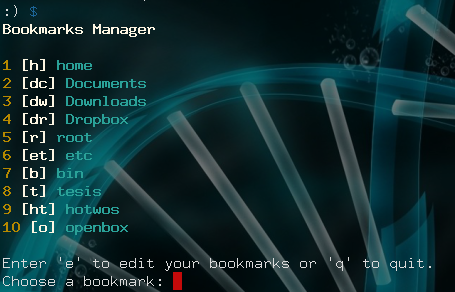 :) $
Bookmarks Manager
1 [h] home
2 [dc] Documents
3 [dw] Downloads
4 [dr] Dropbox
5 [r] root
6 [et] etc
7 [b] bin
8 [t] tesis
9 [ht] hotwos
10 [o] openbox
Enter 'e' to edit your bookmarks or 'q' to quit.
Choose a bookmark: